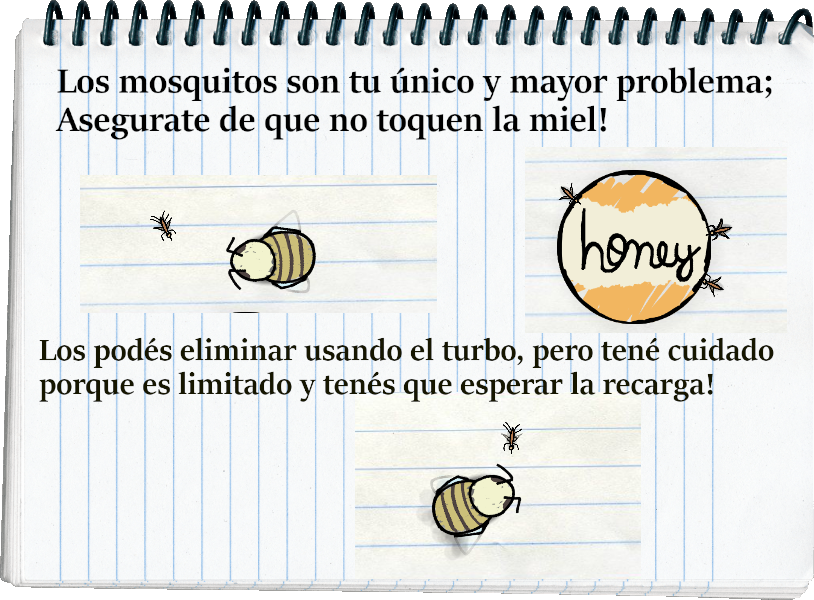 Los mosquitos son tu único y mayor problema;
Asegurate de que no toquen la miel!
honey
Los podés eliminar usando el turbo, pero tené cuidado
porque es limitado y tenés que esperar la recarga!